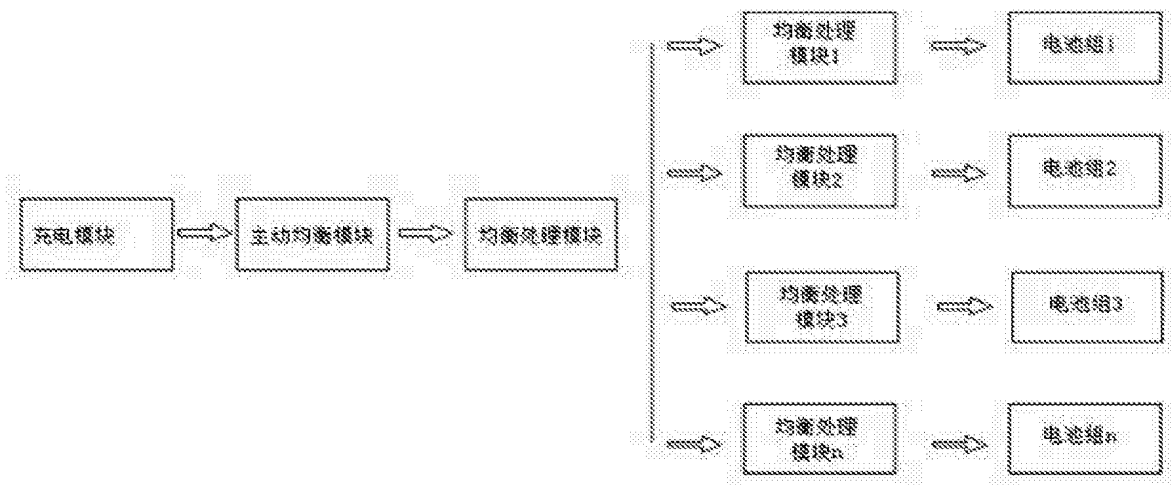 充电模块
主动均衡模块
均衡处理模块
均衡处理
模块1
电池组1
均衡处理
模块2
电池组2
均衡处理
模块3
电池组3
均衡处理
模块n
电池组n